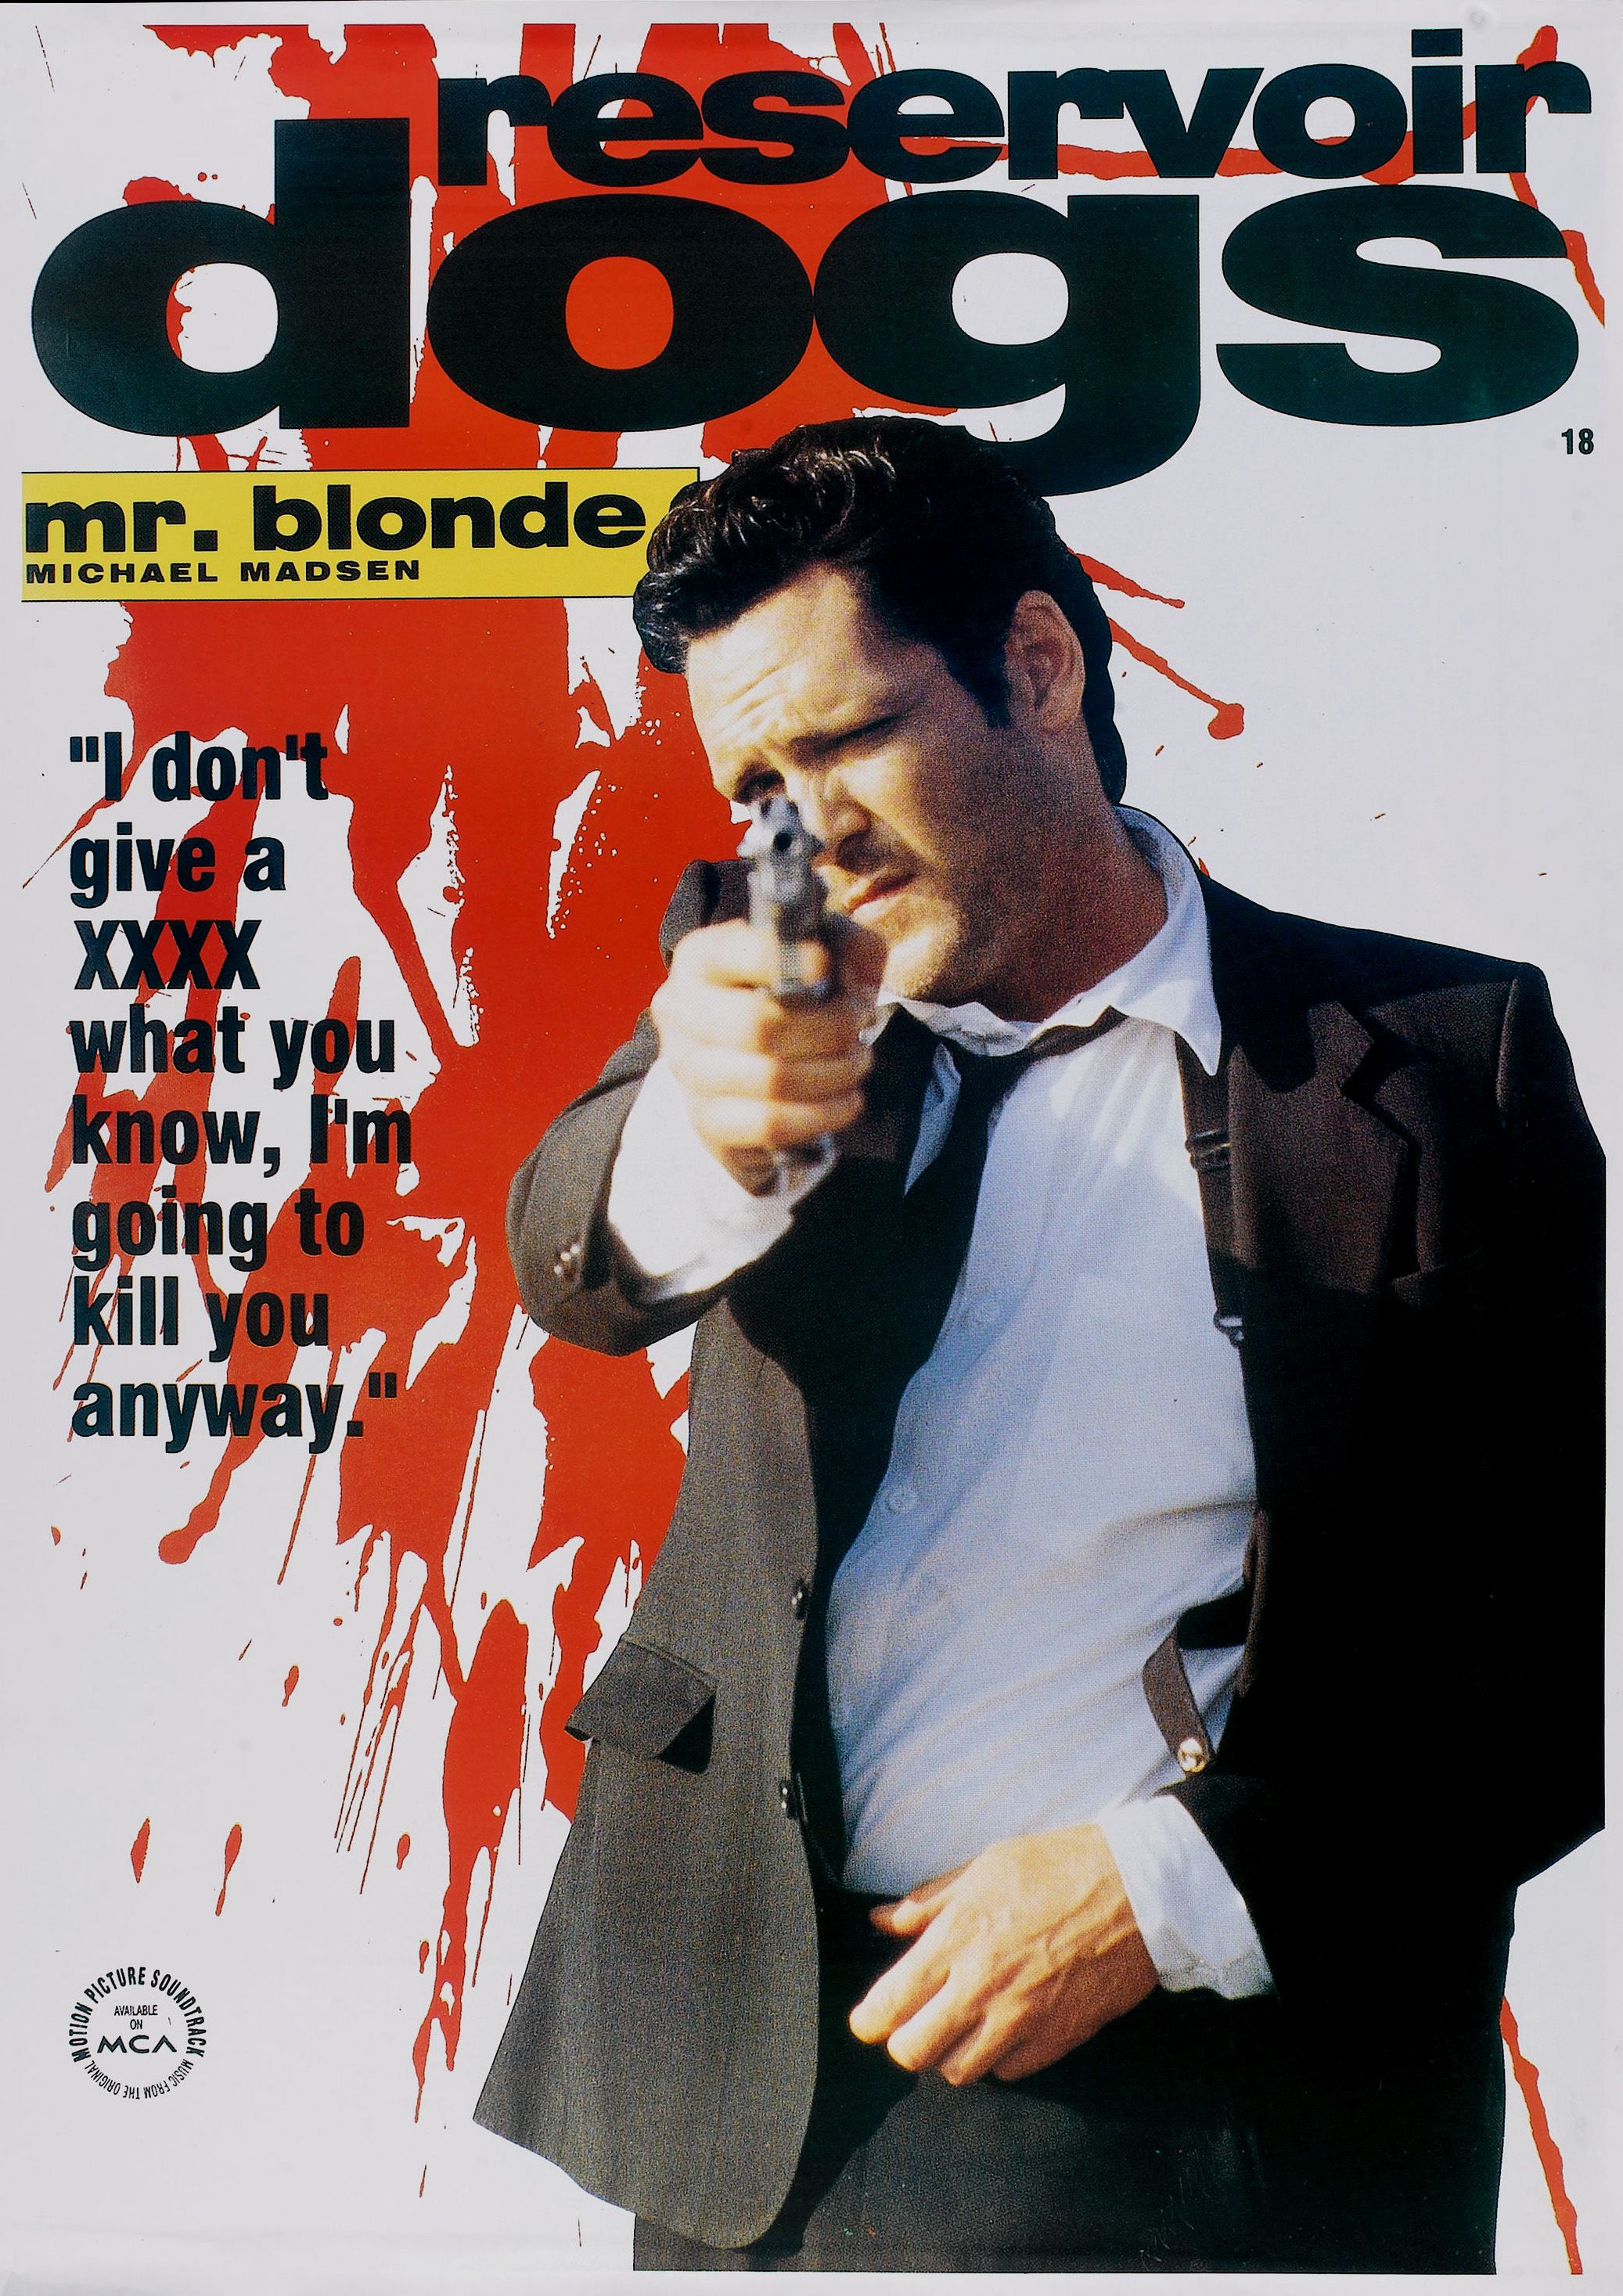 reservoir
dogs
18
mr. blonde
MICHAEL MADSEN
"I don't
give a
XXXX
what you
know, I'm
going to
kill you
anyway."
MOTION PICTURE SOUNDTRACK
AVAILABLE
ON
MCA
MUSIC FROM THE ORIGINAL